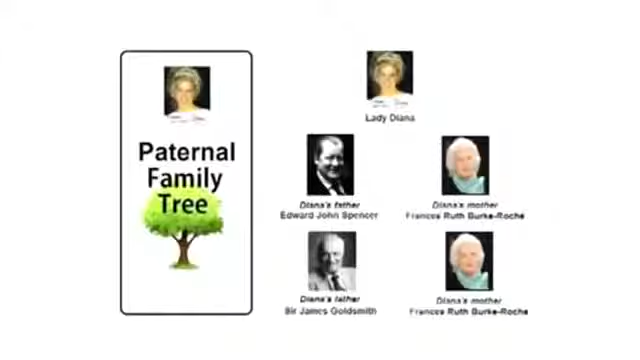 Paternal
Family
Tree
Lady Diana
Diana's father
Edward John Spencer
Diana's mother
Frances Ruth Burke-Roche
Diana's father
Sir James Goldsmith
Diana's mother
Frances Ruth Burke-Roche